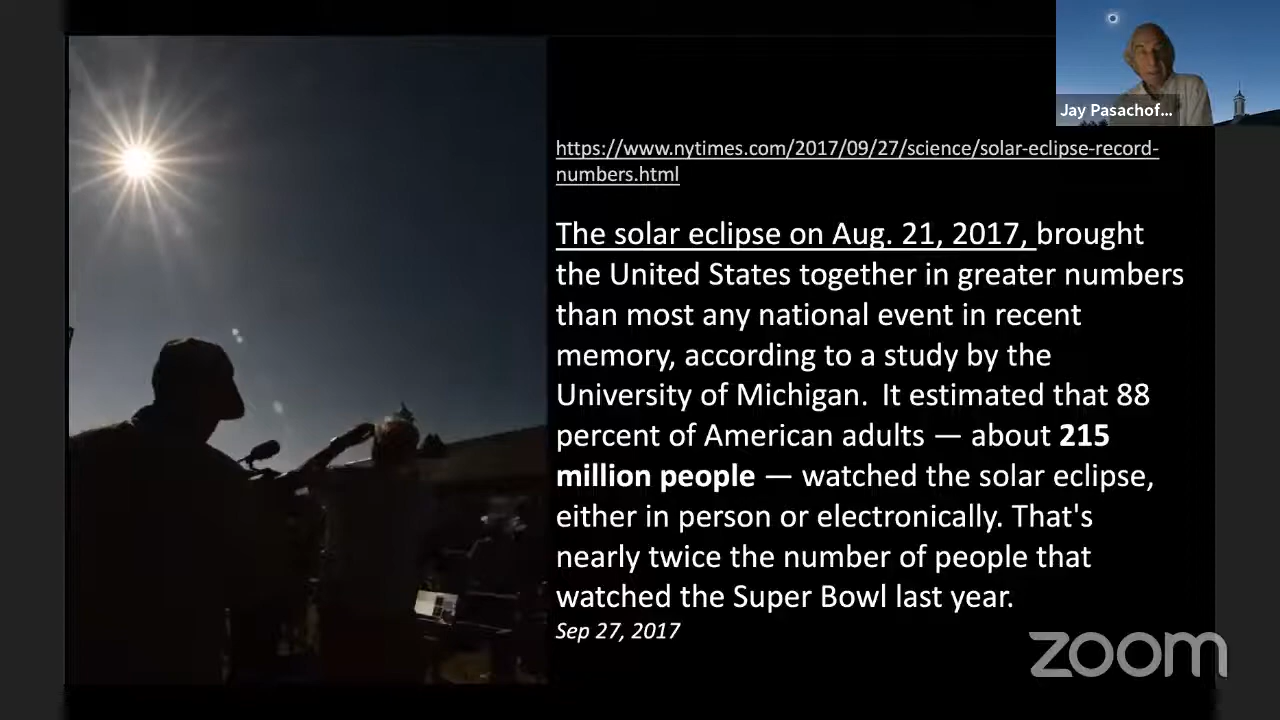 Jay Pasachof...
https://www.nytimes.com/2017/09/27/science/solar-eclipse-record-
numbers.html
The solar eclipse on Aug. 21, 2017, brought
the United States together in greater numbers
than most any national event in recent
memory, according to a study by the
University of Michigan.  It estimated that 88
percent of American adults — about 215
million people — watched the solar eclipse,
either in person or electronically. That's
nearly twice the number of people that
watched the Super Bowl last year.
Sep 27, 2017
zoom